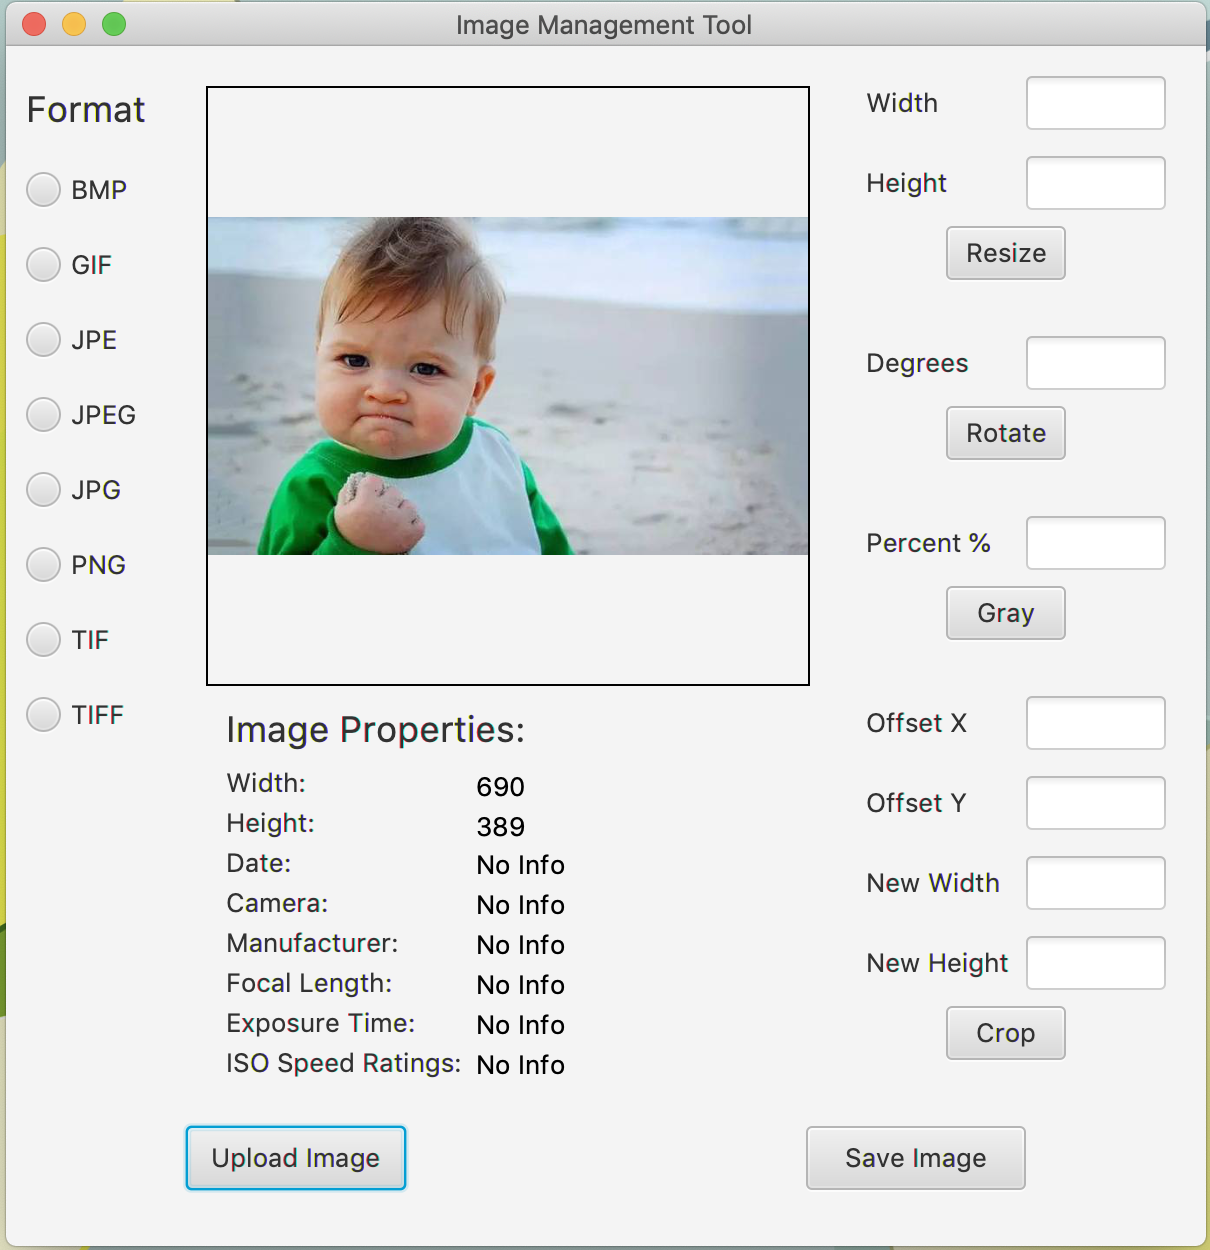 Image Management Tool
Format
BMP
GIF
JPE
JPEG
JPG
PNG
TIF
TIFF
Image Properties:
Width: 690
Height: 389
Date: No Info
Camera: No Info
Manufacturer: No Info
Focal Length: No Info
Exposure Time: No Info
ISO Speed Ratings: No Info
Width
Height
Resize
Degrees
Rotate
Percent %
Gray
Offset X
Offset Y
New Width
New Height
Crop
Upload Image
Save Image